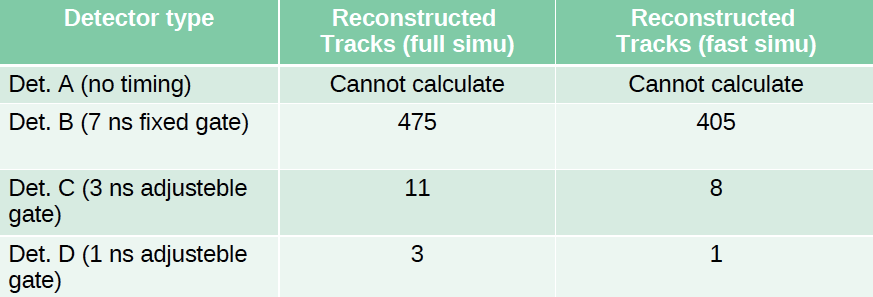 Detector type
Reconstructed
Tracks (full simu)
Reconstructed
Tracks (fast simu)
Det. A (no timing)
Cannot calculate
Cannot calculate
Det. B (7 ns fixed gate)
475
405
Det. C (3 ns adjusteble
gate)
11
8
Det. D (1 ns adjusteble
gate)
3
1